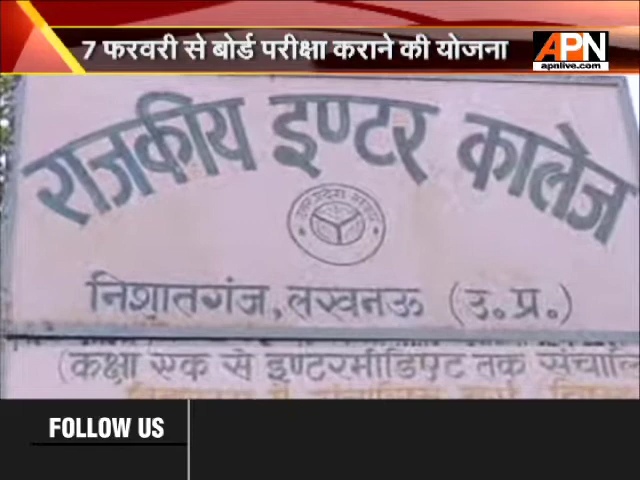 7 फरवरी से बोर्ड परीक्षा कराने की योजना
APN
apnlive.com
राजकीय इण्टर कालेज
निशातगंज, लखनऊ (उ॰प्र॰)
(कक्षा एक से इण्टरमीडिएट तक
FOLLOW US